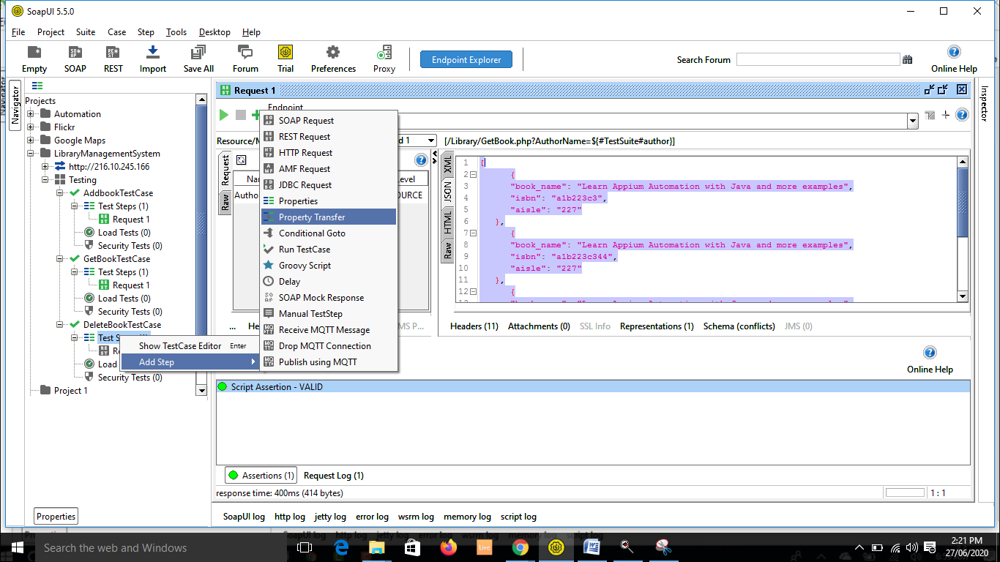 SoapUI 5.5.0
File Project Suite Case Step Tools Desktop Help
Empty SOAP REST Import Save All Forum Trial Preferences Proxy
Endpoint Explorer
Search Forum
Online Help
Navigator
Projects
Automation
Flickr
Google Maps
LibraryManagementSystem
http://216.10.245.166
Testing
AddbookTestCase
Test Steps (1)
Request 1
Load Tests (0)
Security Tests (0)
GetBookTestCase
Test Steps (1)
Request 1
Load Tests (0)
Security Tests (0)
DeleteBookTestCase
Test S
Load
Security Tests (0)
Project 1
Show TestCase Editor Enter
Add Step
SOAP Request
REST Request
HTTP Request
AMF Request
JDBC Request
Properties
Property Transfer
Conditional Goto
Run TestCase
Groovy Script
Delay
SOAP Mock Response
Manual TestStep
Receive MQTT Message
Drop MQTT Connection
Publish using MQTT
Request 1
Endpoint
Resource/M
d 1
[/Library/GetBook.php?AuthorName=${#TestSuite#author}]
Request
Raw
Na
Level
Autho
OURCE
XML
JSON
HTML
Raw
1 [
2 {
3 "book_name": "Learn Appium Automation with Java and more examples",
4 "isbn": "a1b223c3",
5 "aisle": "227"
6 },
7 {
8 "book_name": "Learn Appium Automation with Java and more examples",
9 "isbn": "a1b223c344",
10 "aisle": "227"
11 },
12 {
... He
MS P...
Headers (11) Attachments (0) SSL Info Representations (1) Schema (conflicts) JMS (0)
Online Help
Script Assertion - VALID
Assertions (1) Request Log (1)
response time: 400ms (414 bytes)
1 : 1
Inspector
Properties
SoapUI log http log jetty log error log wsrm log memory log script log
Search the web and Windows
Live
2:21 PM
27/06/2020